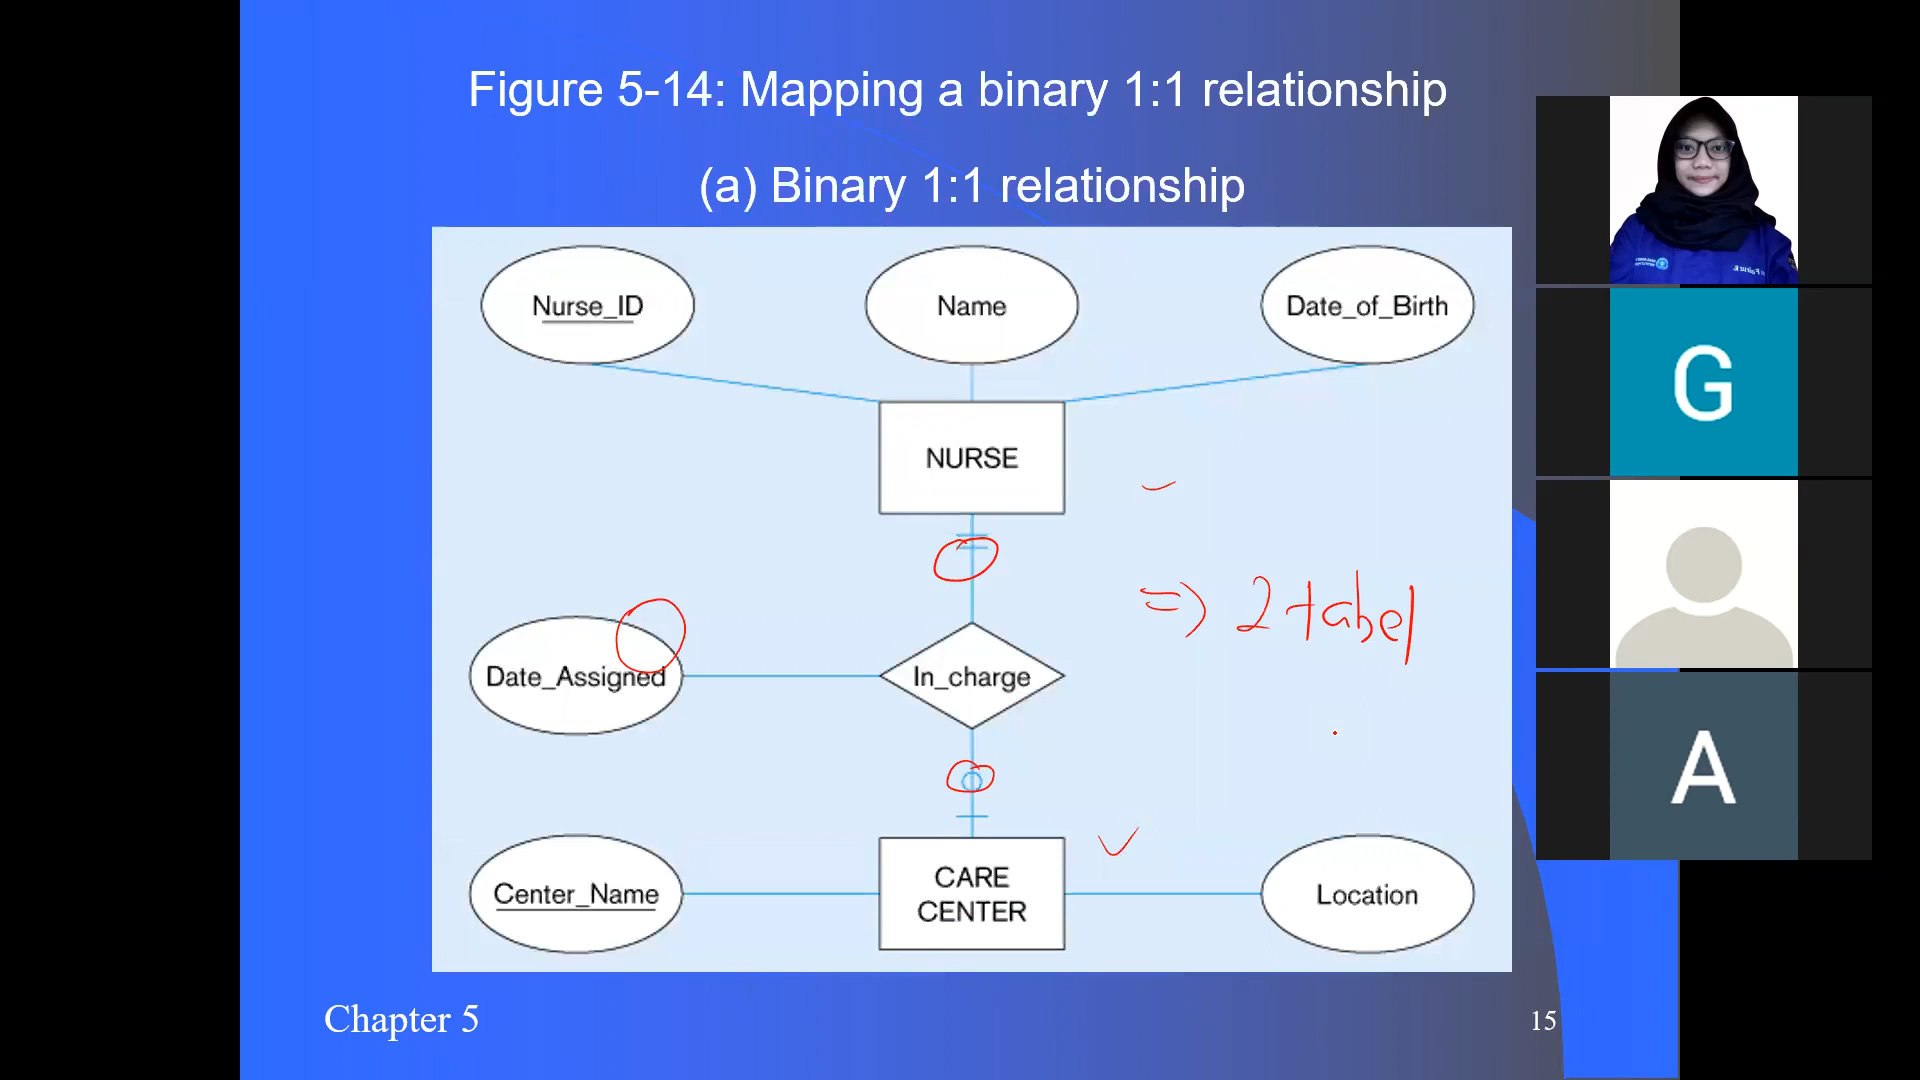 Figure 5-14: Mapping a binary 1:1 relationship
(a) Binary 1:1 relationship
Nurse_ID
Name
Date_of_Birth
NURSE
=> 2 tabel
Date_Assigned
In_charge
Center_Name
CARE
CENTER
Location
Chapter 5
15
G
A